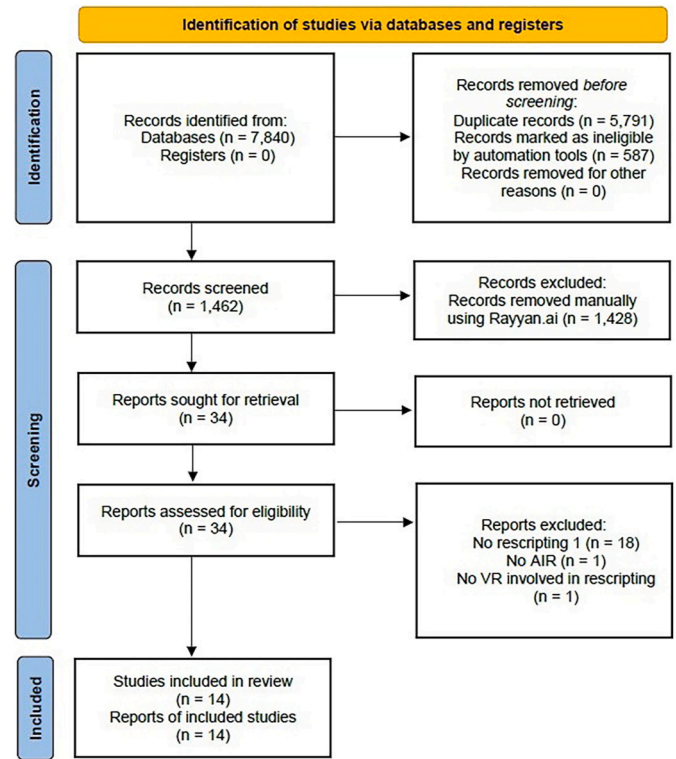 Identification of studies via databases and registers
Identification
Records identified from:
Databases (n = 7,840)
Registers (n = 0)
Records removed before
screening:
Duplicate records (n = 5,791)
Records marked as ineligible
by automation tools (n = 587)
Records removed for other
reasons (n = 0)
Screening
Records screened
(n = 1,462)
Records excluded:
Records removed manually
using Rayyan.ai (n = 1,428)
Reports sought for retrieval
(n = 34)
Reports not retrieved
(n = 0)
Reports assessed for eligibility
(n = 34)
Reports excluded:
No rescripting 1 (n = 18)
No AIR (n = 1)
No VR involved in rescripting
(n = 1)
Included
Studies included in review
(n = 14)
Reports of included studies
(n = 14)